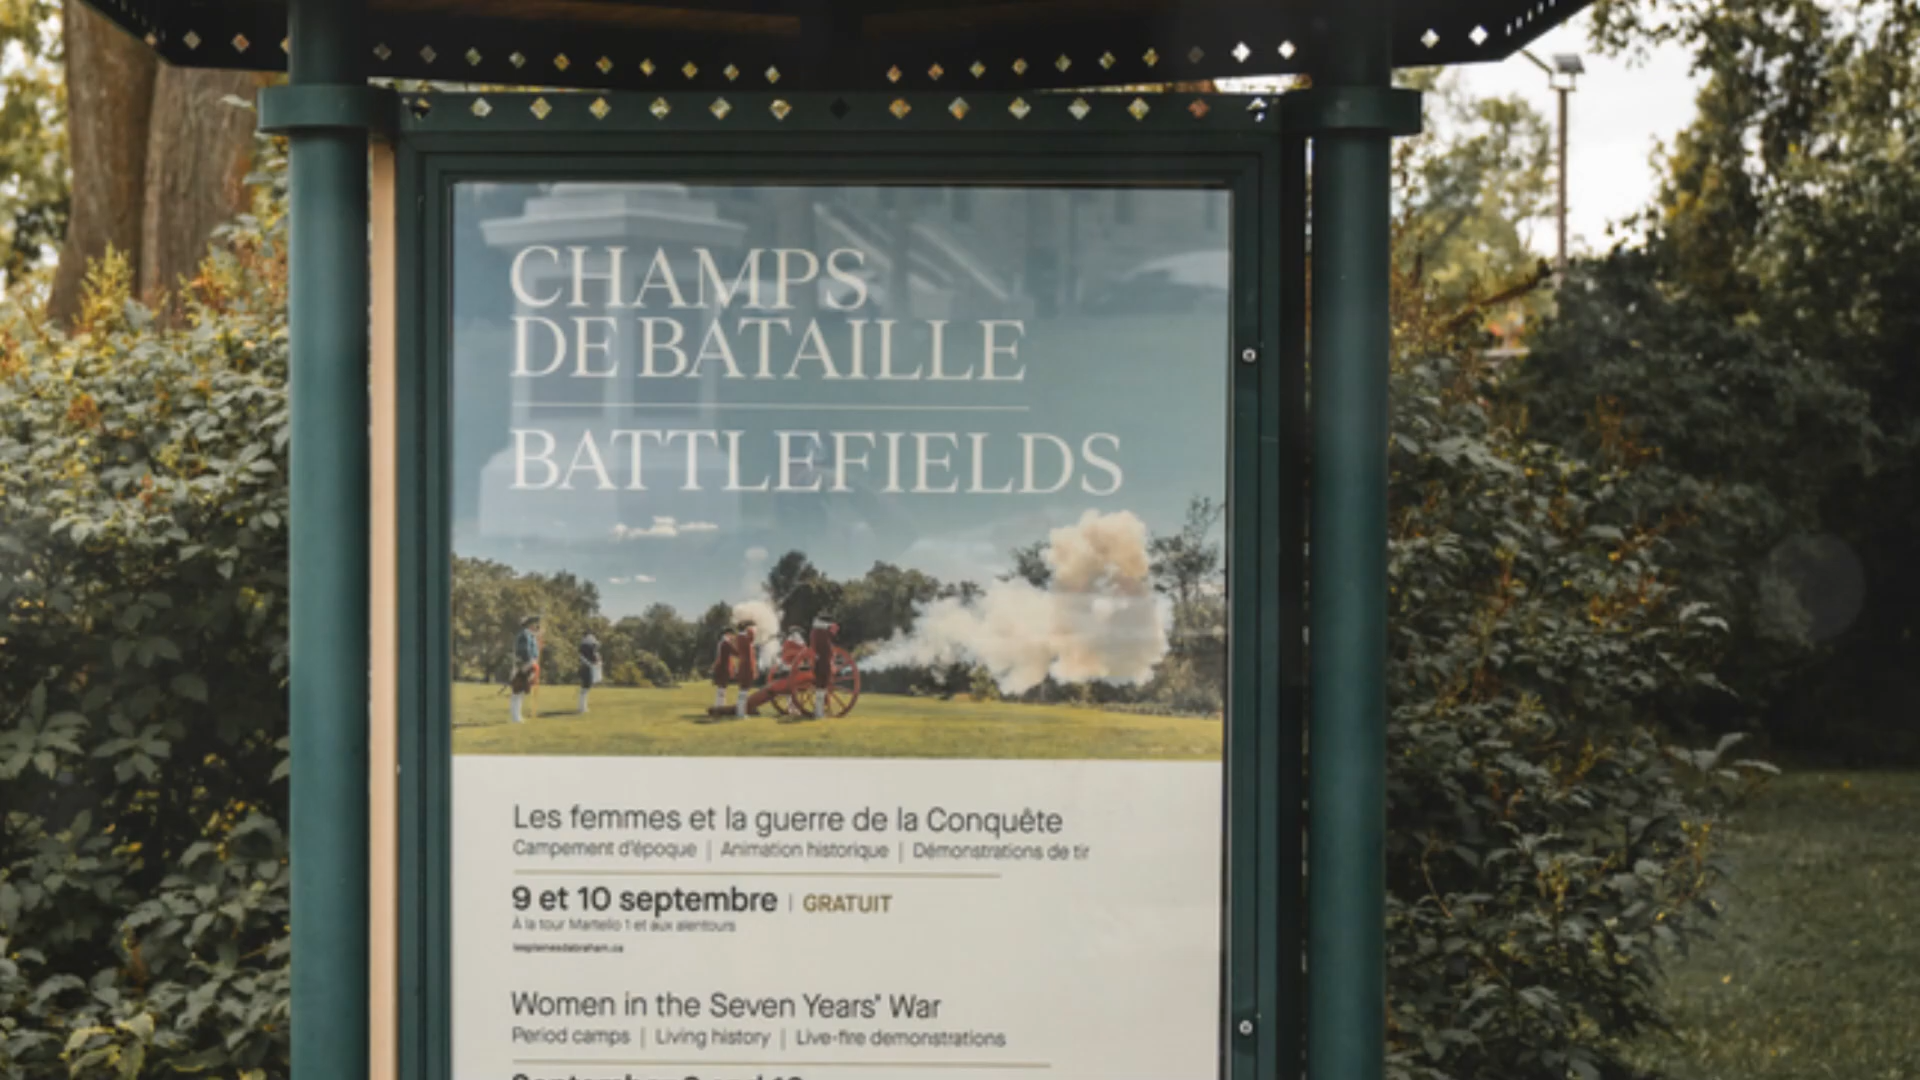 CHAMPS
DE BATAILLE
BATTLEFIELDS
Les femmes et la guerre de la Conquête
Campement d'époque | Animation historique | Démonstrations de tir
9 et 10 septembre | GRATUIT
À la tour Martello 1 et aux alentours
lesplainesdabraham.ca
Women in the Seven Years' War
Period camps | Living history | Live-fire demonstrations